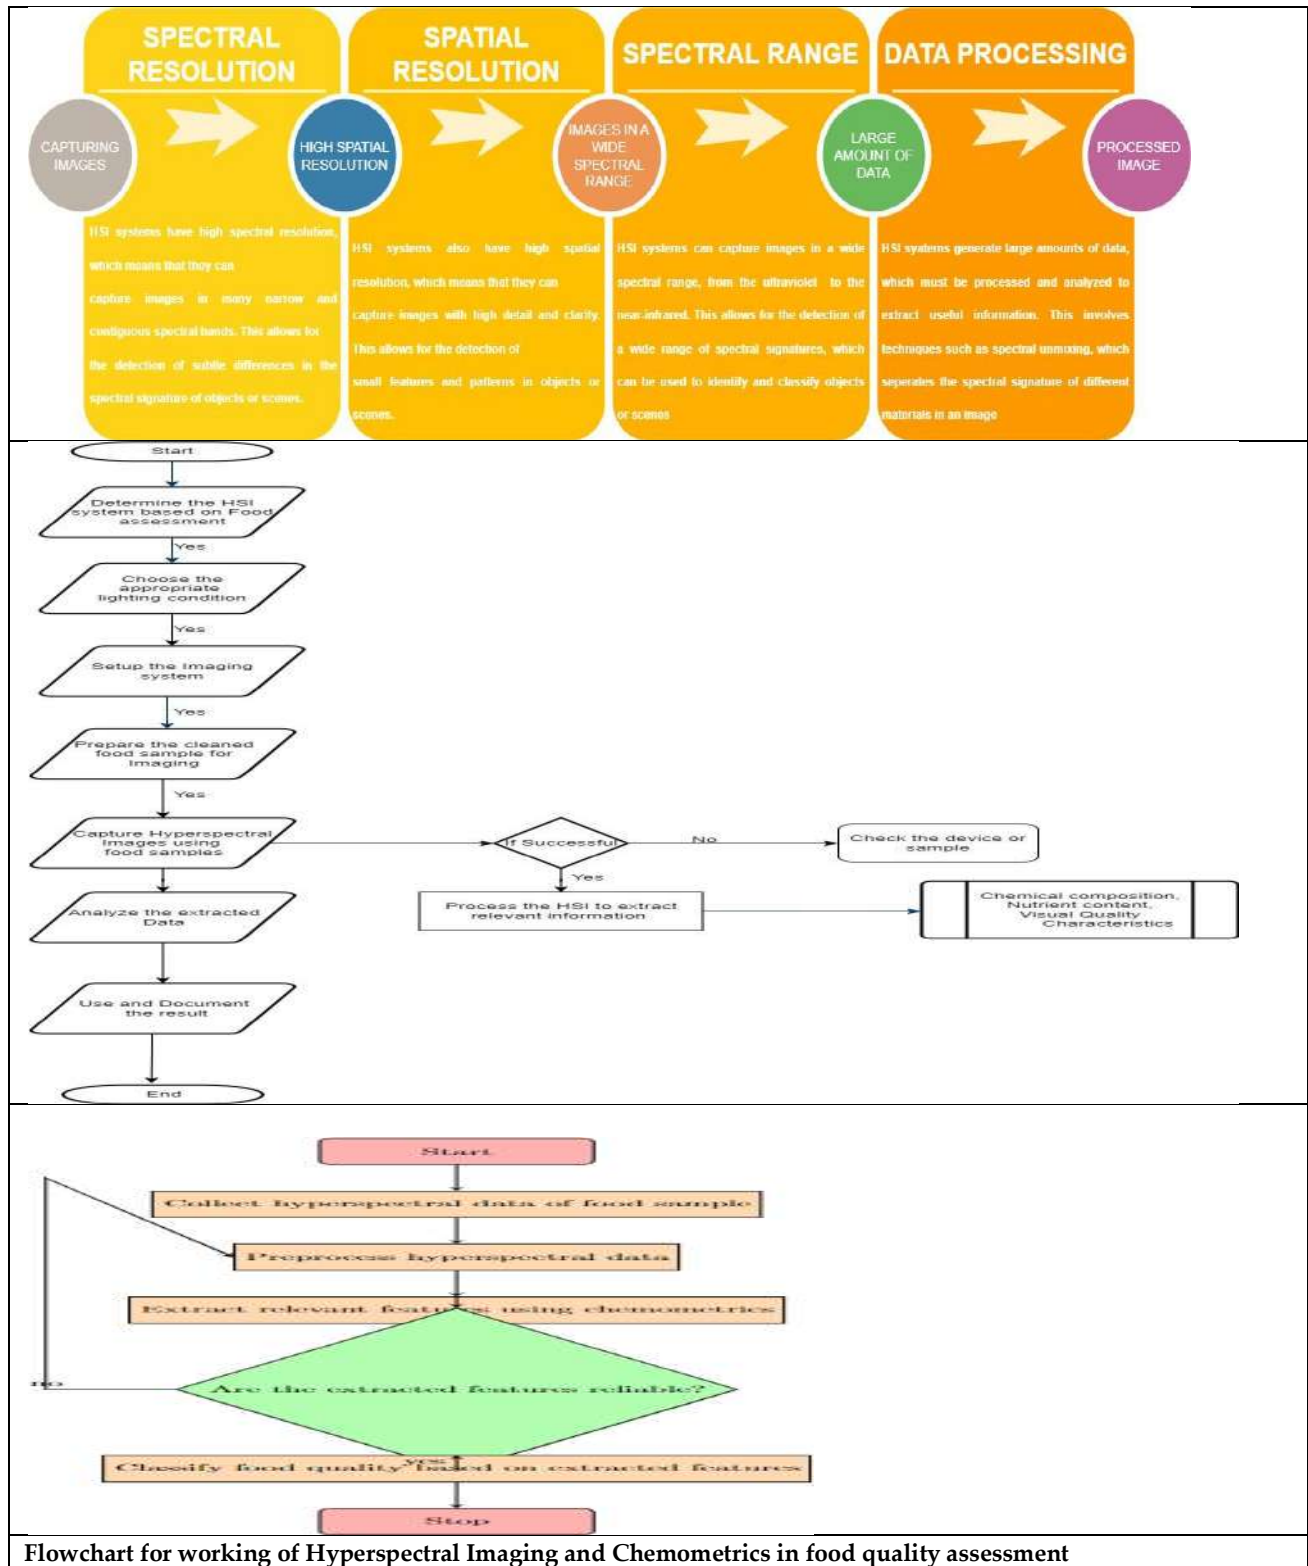 SPECTRAL
RESOLUTION
SPATIAL
RESOLUTION
SPECTRAL RANGE
DATA PROCESSING
CAPTURING
IMAGES
HIGH SPATIAL
RESOLUTION
IMAGES IN A
WIDE
SPECTRAL
RANGE
LARGE
AMOUNT OF
DATA
PROCESSED
IMAGE
HSI systems have high spectral resolution,
which means that they can
capture images in many narrow and
contiguous spectral bands. This allows for
the detection of subtle differences in the
spectral signature of objects or scenes.
HSI systems also have high spatial
resolution, which means that they can
capture images with high detail and clarity.
This allows for the detection of
small features and patterns in objects or
scenes.
HSI systems can capture images in a wide
spectral range, from the ultraviolet to the
near-infrared. This allows for the detection of
a wide range of spectral signatures, which
can be used to identify and classify objects
or scenes
HSI systems generate large amounts of data,
which must be processed and analyzed to
extract useful information. This involves
techniques such as spectral unmixing, which
seperates the spectral signature of different
materials in an image
Start
Determine the HSI
system based on Food
assessment
Yes
Choose the
appropriate
lighting condition
Yes
Setup the Imaging
system
Yes
Prepare the cleaned
food sample for
Imaging
Yes
Capture Hyperspectral
Images using
food samples
If Successful
No
Check the device or
sample
Yes
Process the HSI to extract
relevant information
Chemical composition,
Nutrient content,
Visual Quality
Characteristics
Analyze the extracted
Data
Use and Document
the result
End
Start
Collect hyperspectral data of food sample
Preprocess hyperspectral data
Extract relevant features using chemometrics
no
Are the extracted features reliable?
yes
Classify food quality based on extracted features
Stop
Flowchart for working of Hyperspectral Imaging and Chemometrics in food quality assessment